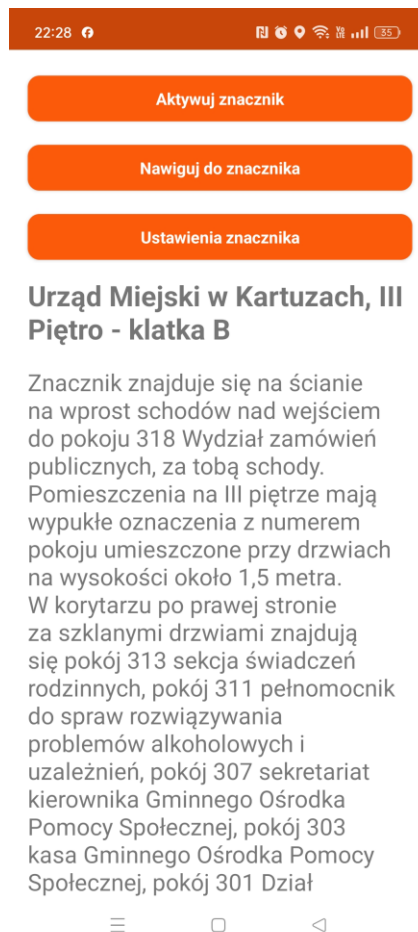 22:28
35
Aktywuj znacznik
Nawiguj do znacznika
Ustawienia znacznika
Urząd Miejski w Kartuzach, III
Piętro - klatka B
Znacznik znajduje się na ścianie
na wprost schodów nad wejściem
do pokoju 318 Wydział zamówień
publicznych, za tobą schody.
Pomieszczenia na III piętrze mają
wypukłe oznaczenia z numerem
pokoju umieszczone przy drzwiach
na wysokości około 1,5 metra.
W korytarzu po prawej stronie
za szklanymi drzwiami znajdują
się pokój 313 sekcja świadczeń
rodzinnych, pokój 311 pełnomocnik
do spraw rozwiązywania
problemów alkoholowych i
uzależnień, pokój 307 sekretariat
kierownika Gminnego Ośrodka
Pomocy Społecznej, pokój 303
kasa Gminnego Ośrodka Pomocy
Społecznej, pokój 301 Dział